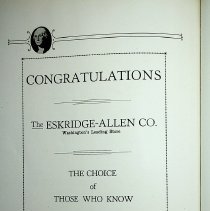 CONGRATULATIONS
The ESKRIDGE-ALLEN CO.
Washington's Leading Store
THE CHOICE
of
THOSE WHO KNOW